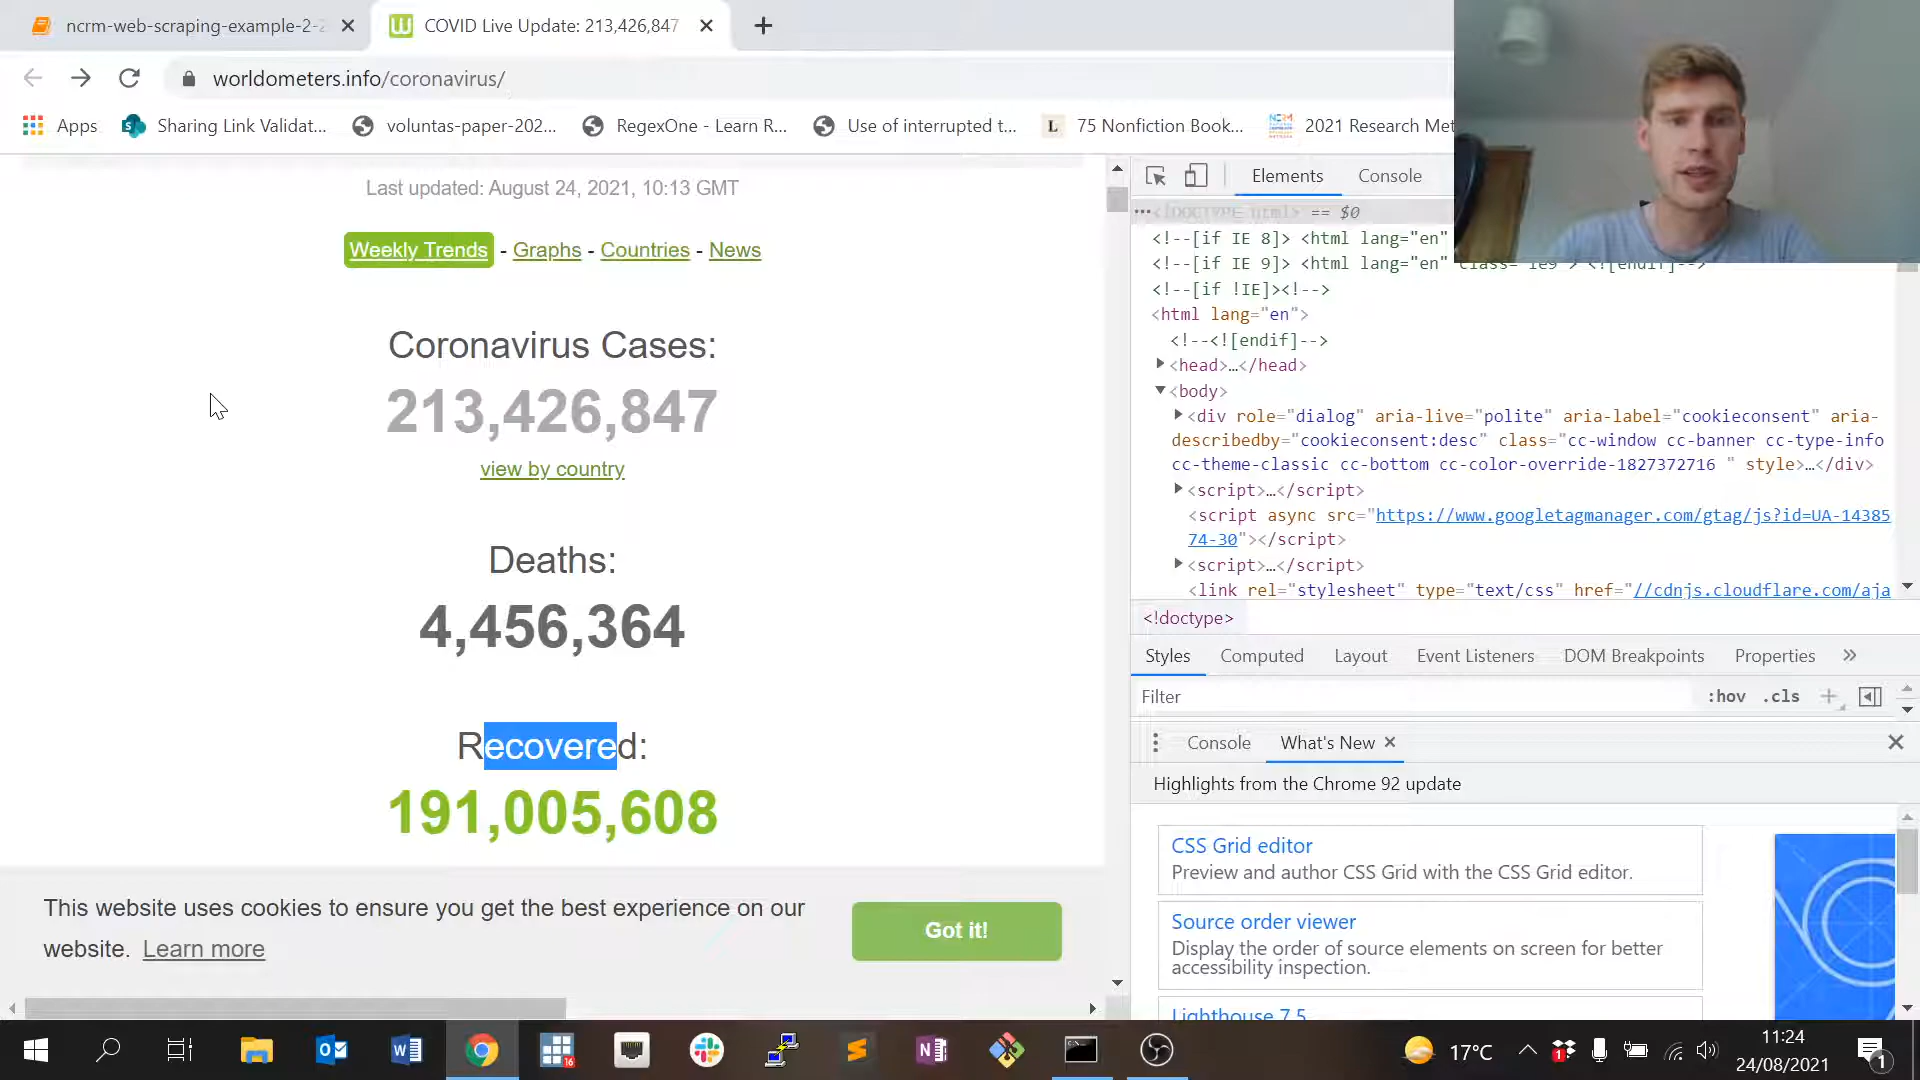 ncrm-web-scraping-example-2-2
COVID Live Update: 213,426,847
worldometers.info/coronavirus/
Apps
Sharing Link Validat...
voluntas-paper-202...
RegexOne - Learn R...
Use of interrupted t...
L
75 Nonfiction Book...
2021 Research Met
Last updated: August 24, 2021, 10:13 GMT
Weekly Trends - Graphs - Countries - News
Coronavirus Cases:
213,426,847
view by country
Deaths:
4,456,364
Recovered:
191,005,608
This website uses cookies to ensure you get the best experience on our
website. Learn more
Got it!
Elements
Console
<!DOCTYPE html> == $0
<!--[if IE 8]> <html lang="en"
<!--[if IE 9]> <html lang="en" class="ie9"> <![endif]-->
<!--[if !IE]><!-->
<html lang="en">
<!--<![endif]-->
<head>…</head>
<body>
<div role="dialog" aria-live="polite" aria-label="cookieconsent" aria-
describedby="cookieconsent:desc" class="cc-window cc-banner cc-type-info
cc-theme-classic cc-bottom cc-color-override-1827372716 " style>…</div>
<script>…</script>
<script async src="https://www.googletagmanager.com/gtag/js?id=UA-14385
74-30"></script>
<script>…</script>
<link rel="stylesheet" type="text/css" href="//cdnjs.cloudflare.com/aja
<!doctype>
Styles
Computed
Layout
Event Listeners
DOM Breakpoints
Properties
Filter
:hov
.cls
Console
What's New
Highlights from the Chrome 92 update
CSS Grid editor
Preview and author CSS Grid with the CSS Grid editor.
Source order viewer
Display the order of source elements on screen for better
accessibility inspection.
Lighthouse 7.5
17°C
11:24
24/08/2021